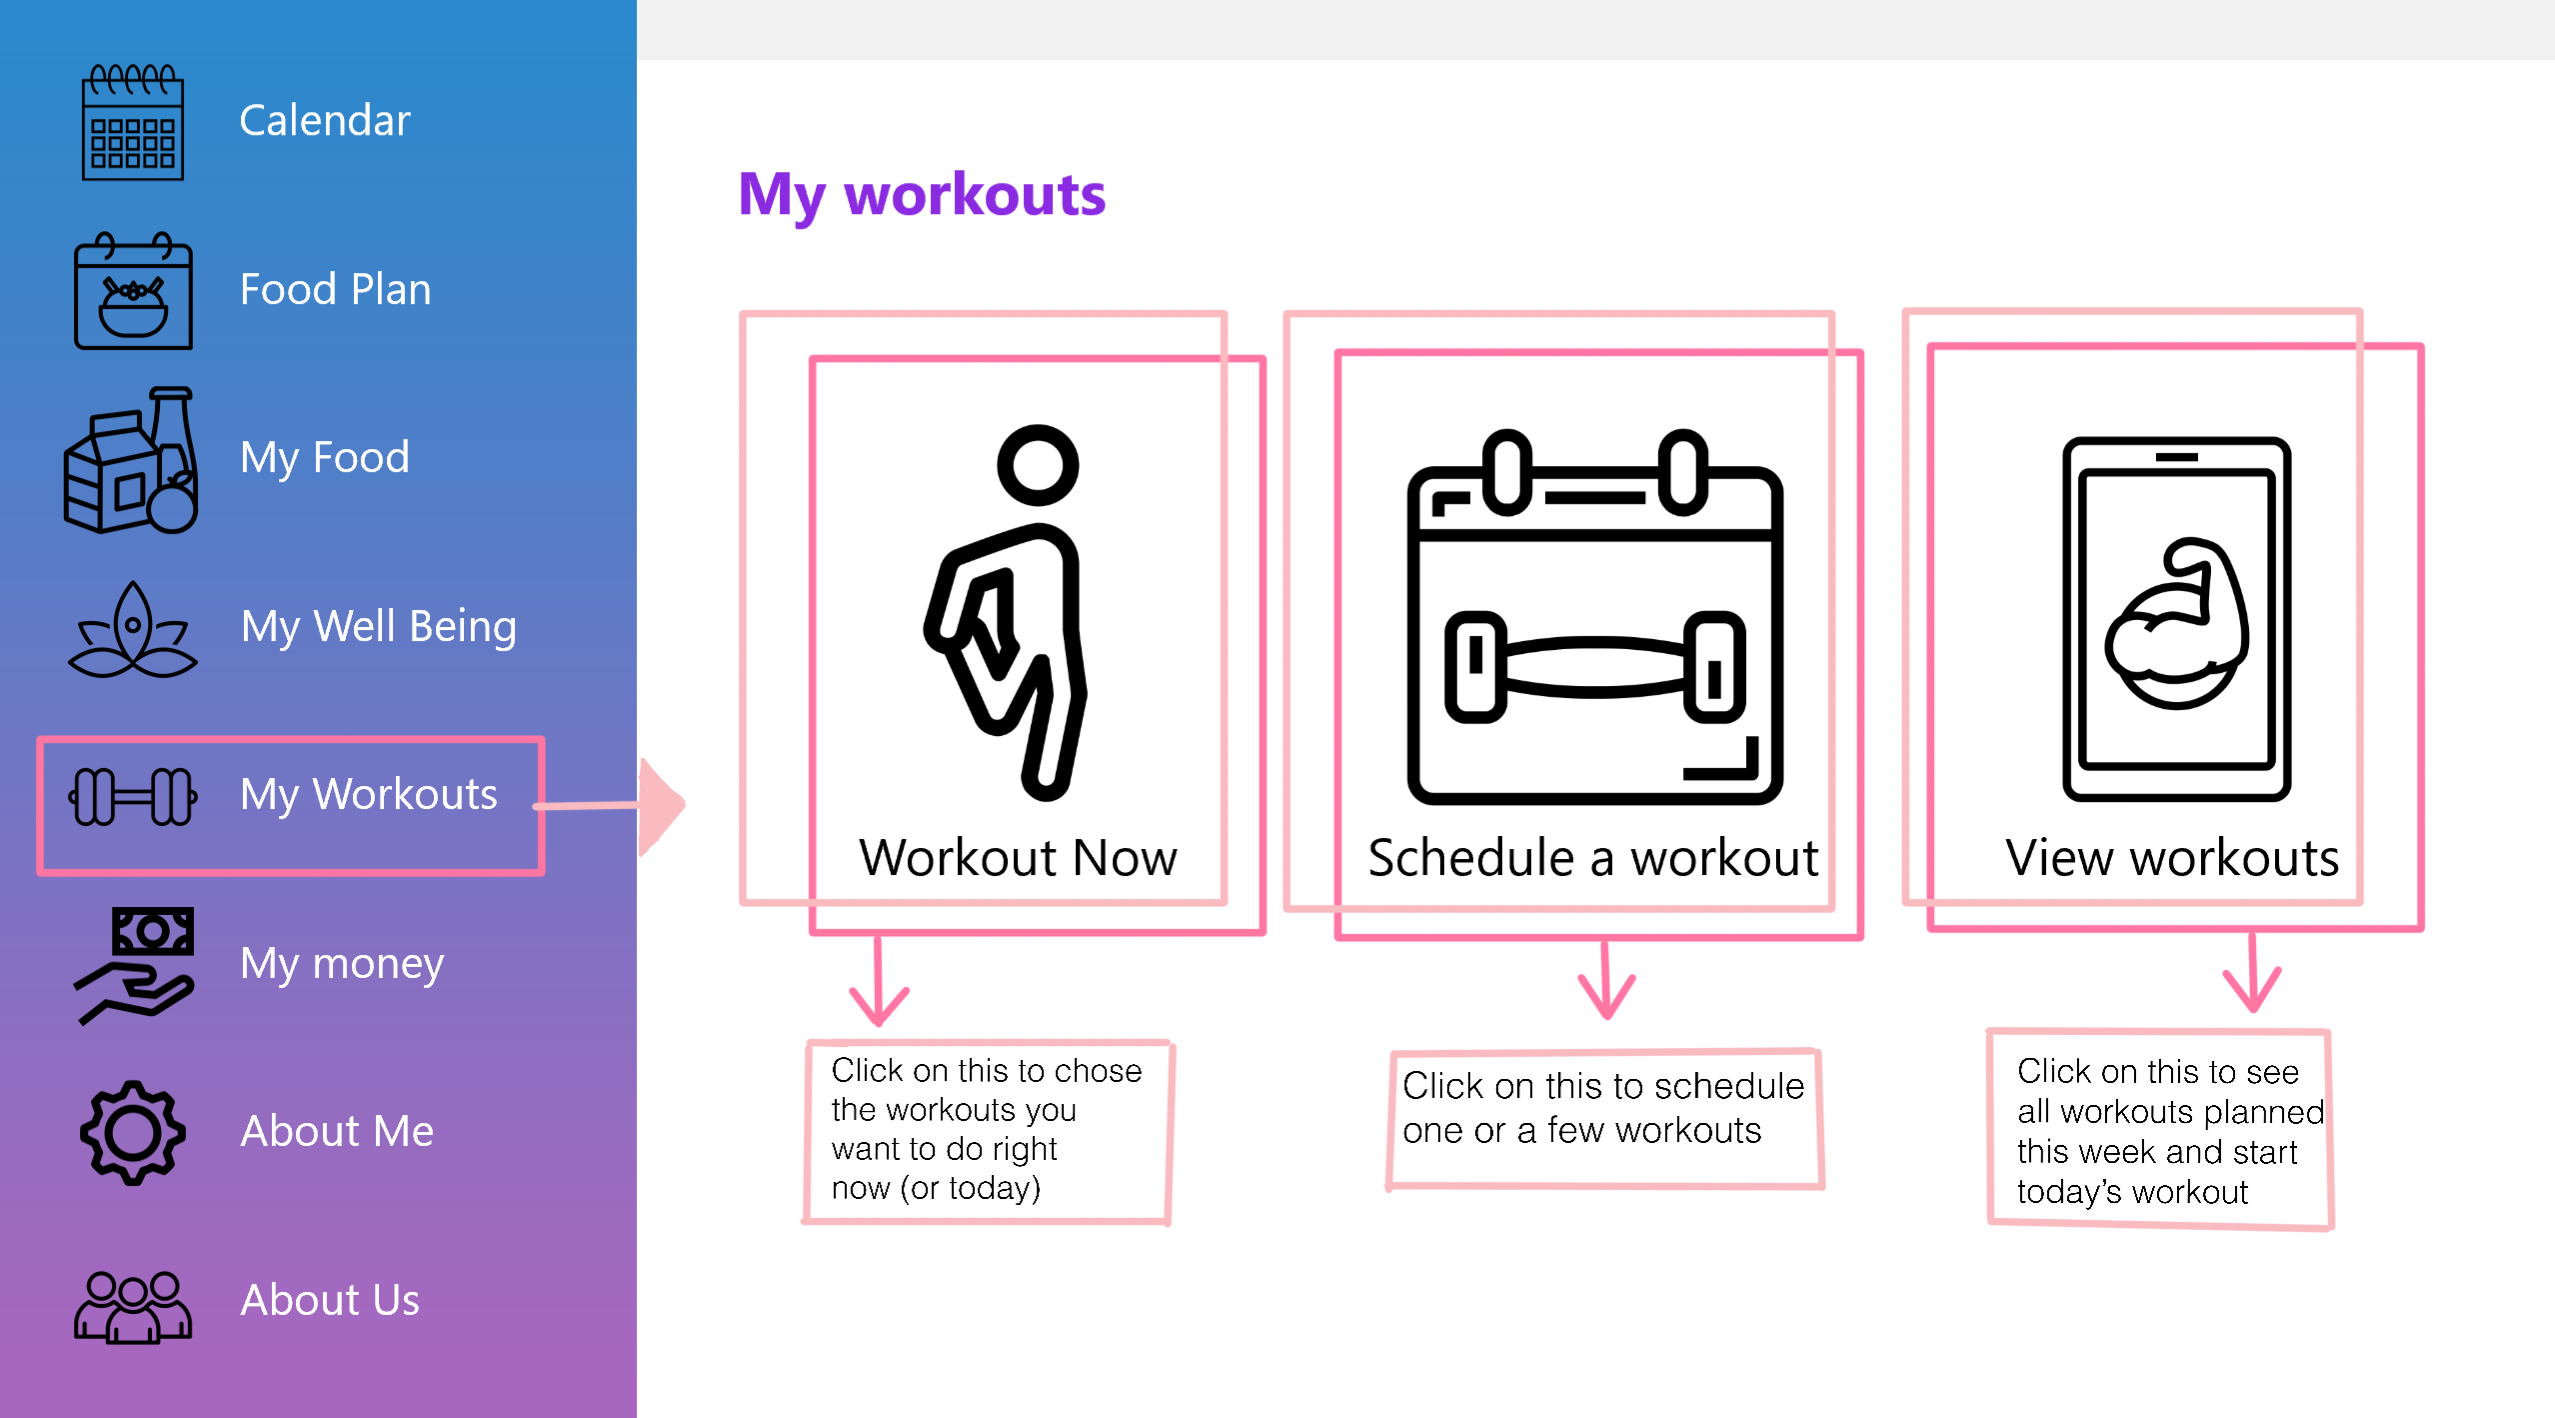 Calendar
Food Plan
My Food
My Well Being
My Workouts
My money
About Me
About Us
My workouts
Workout Now
Schedule a workout
View workouts
Click on this to chose
the workouts you
want to do right
now (or today)
Click on this to schedule
one or a few workouts
Click on this to see
all workouts planned
this week and start
today's workout